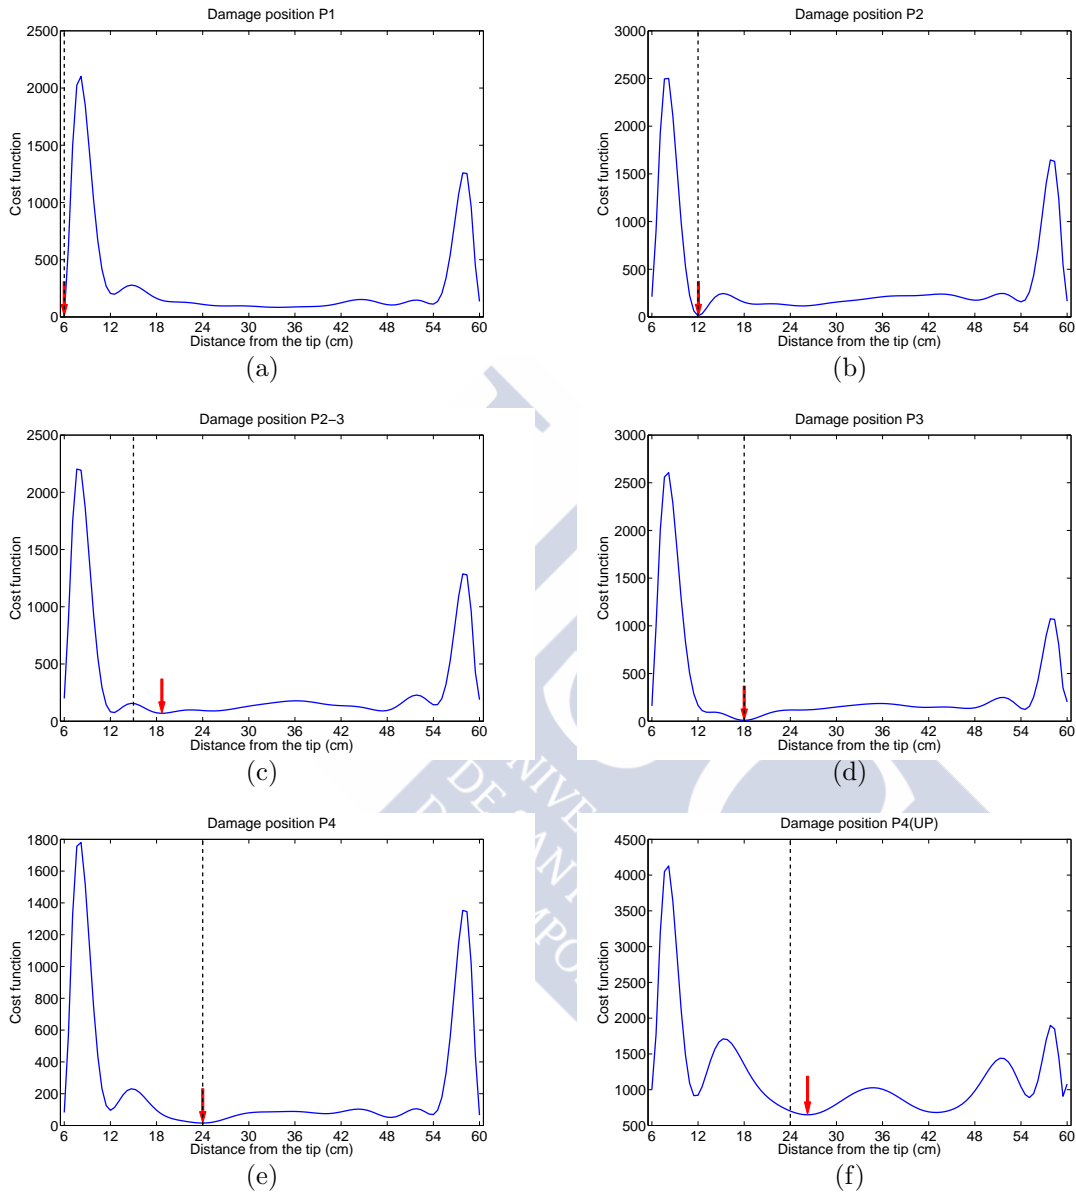 Damage position P1
2500
2000
1500
1000
500
0
Cost function
6 12 18 24 30 36 42 48 54 60
Distance from the tip (cm)
(a)
Damage position P2
3000
2500
2000
1500
1000
500
0
Cost function
6 12 18 24 30 36 42 48 54 60
Distance from the tip (cm)
(b)
Damage position P2−3
2500
2000
1500
1000
500
0
Cost function
6 12 18 24 30 36 42 48 54 60
Distance from the tip (cm)
(c)
Damage position P3
3000
2500
2000
1500
1000
500
0
Cost function
6 12 18 24 30 36 42 48 54 60
Distance from the tip (cm)
(d)
Damage position P4
1800
1600
1400
1200
1000
800
600
400
200
0
Cost function
6 12 18 24 30 36 42 48 54 60
Distance from the tip (cm)
(e)
Damage position P4(UP)
4500
4000
3500
3000
2500
2000
1500
1000
500
Cost function
6 12 18 24 30 36 42 48 54 60
Distance from the tip (cm)
(f)